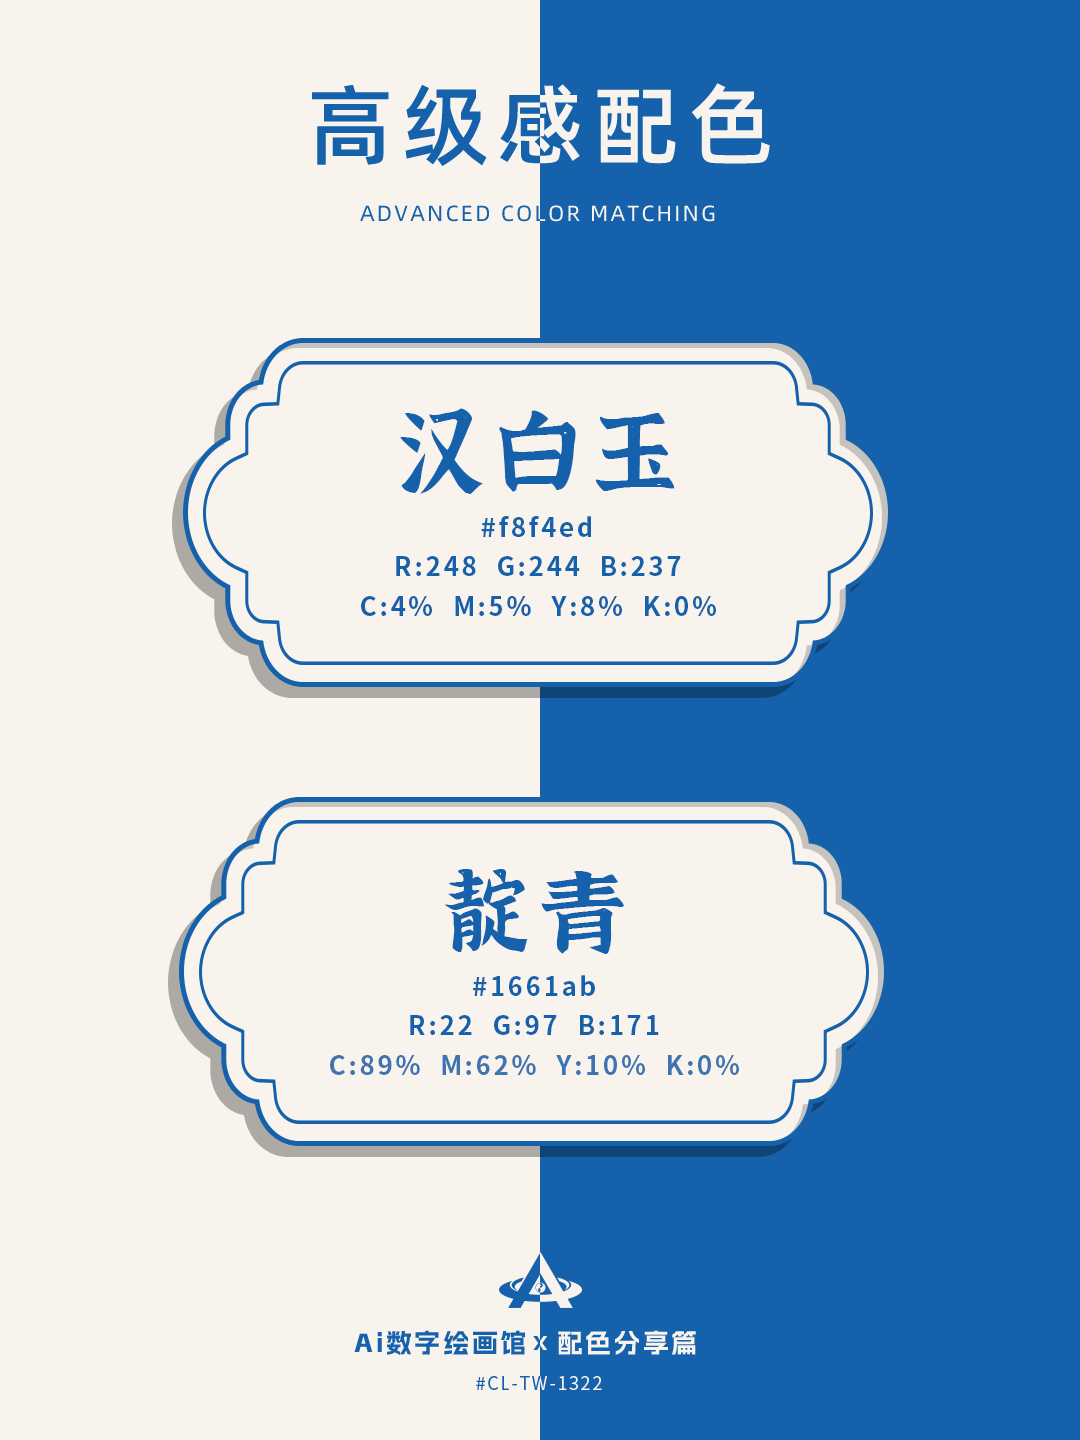 高级感配色
ADVANCED COLOR MATCHING
汉白玉
#f8f4ed
R:248 G:244 B:237
C:4% M:5% Y:8% K:0%
靛青
#1661ab
R:22 G:97 B:171
C:89% M:62% Y:10% K:0%
Ai数字绘画馆 x 配色分享篇
#CL-TW-1322